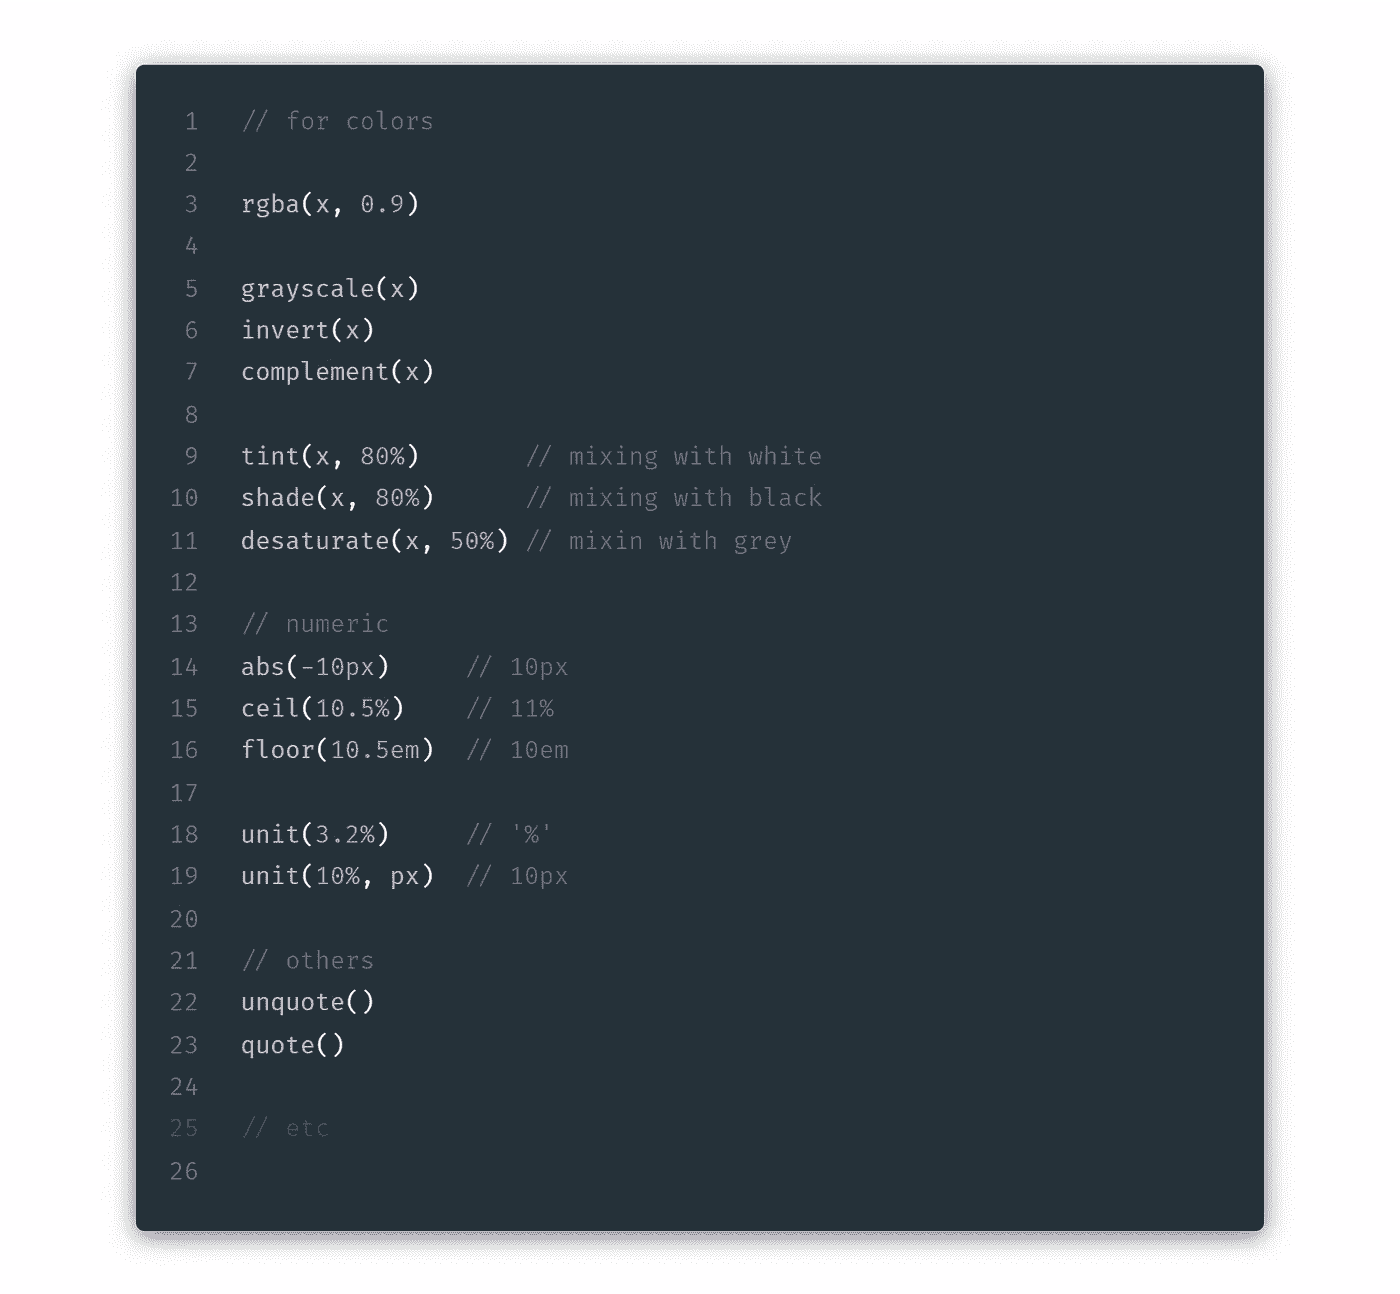 1 // for colors
2
3 rgba(x, 0.9)
4
5 grayscale(x)
6 invert(x)
7 complement(x)
8
9 tint(x, 80%) // mixing with white
10 shade(x, 80%) // mixing with black
11 desaturate(x, 50%) // mixin with grey
12
13 // numeric
14 abs(-10px) // 10px
15 ceil(10.5%) // 11%
16 floor(10.5em) // 10em
17
18 unit(3.2%) // '%'
19 unit(10%, px) // 10px
20
21 // others
22 unquote()
23 quote()
24
25 // etc
26